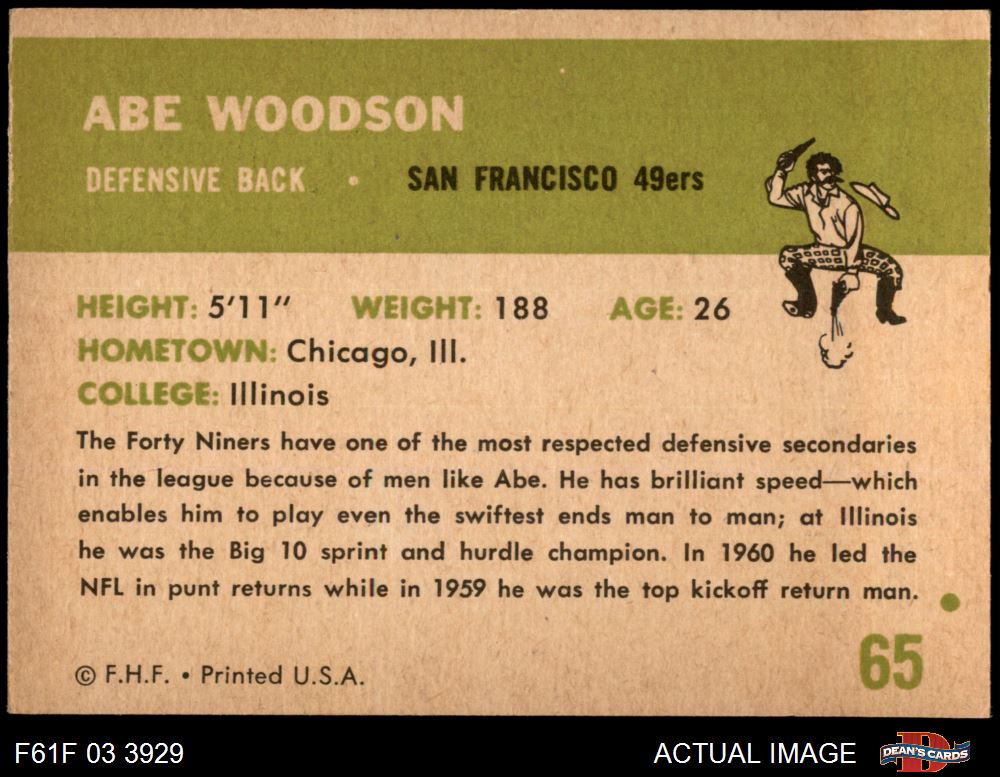 ABE WOODSON
DEFENSIVE BACK • SAN FRANCISCO 49ers
HEIGHT: 5'11" WEIGHT: 188 AGE: 26
HOMETOWN: Chicago, Ill.
COLLEGE: Illinois
The Forty Niners have one of the most respected defensive secondaries
in the league because of men like Abe. He has brilliant speed—which
enables him to play even the swiftest ends man to man; at Illinois
he was the Big 10 sprint and hurdle champion. In 1960 he led the
NFL in punt returns while in 1959 he was the top kickoff return man.
65
© F.H.F. • Printed U.S.A.
F61F 03 3929
ACTUAL IMAGE
D
DEAN'S CARDS